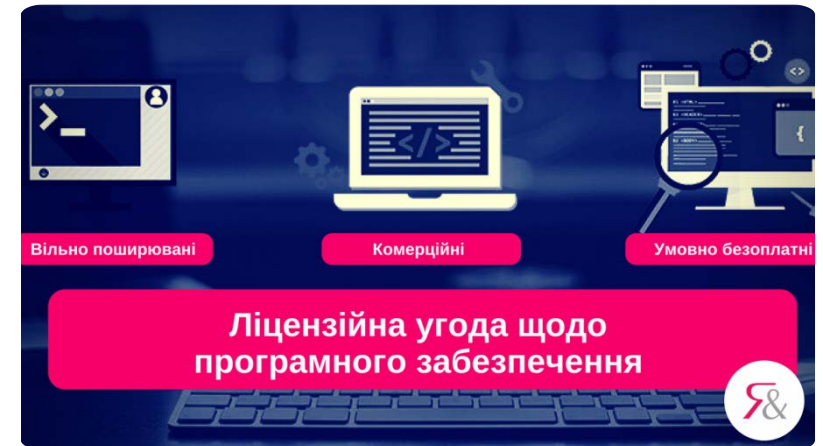 Вільно поширювані
Комерційні
Умовно безоплатні
Ліцензійна угода щодо
програмного забезпечення
Я&